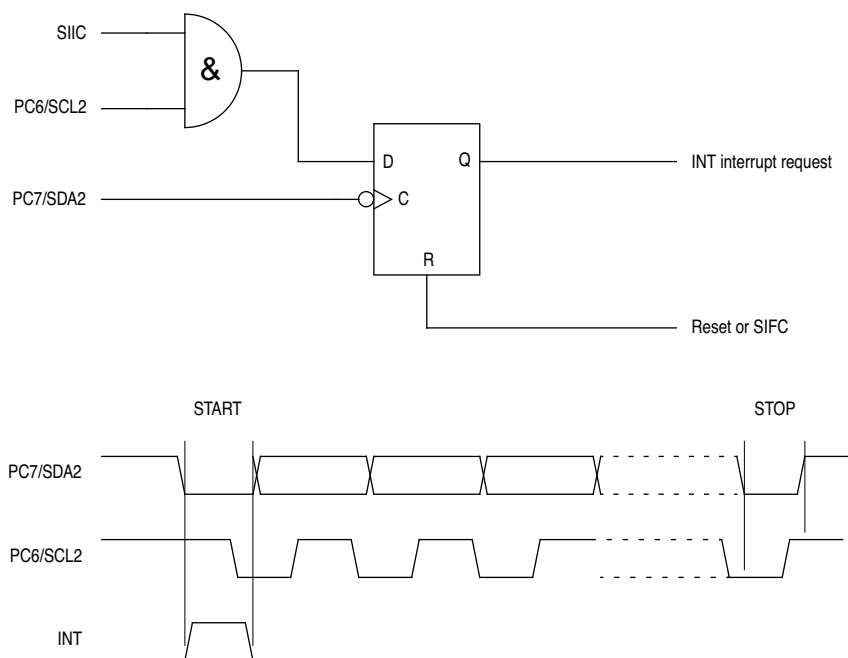 SIIC
&
PC6/SCL2
D
Q
INT interrupt request
PC7/SDA2
C
R
Reset or SIFC
START
STOP
PC7/SDA2
PC6/SCL2
INT